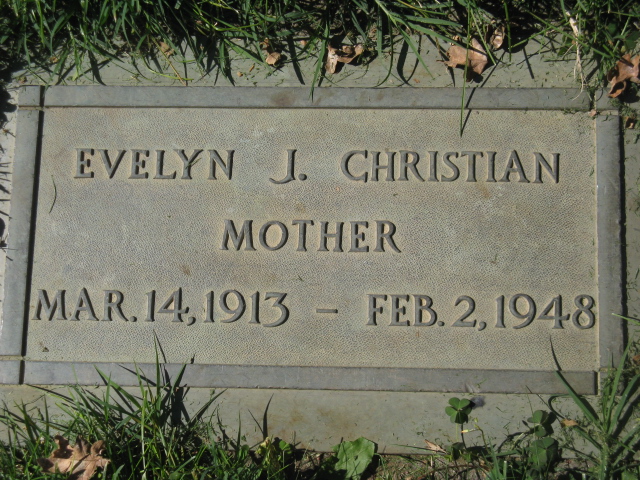 EVELYN J. CHRISTIAN
MOTHER
MAR. 14, 1913 – FEB. 2, 1948